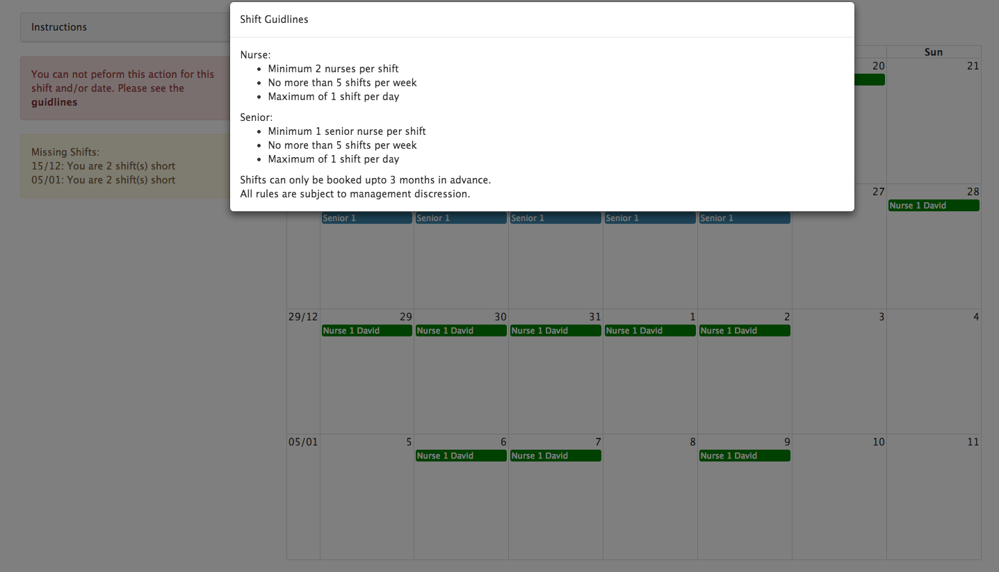 Shift Guidlines
Nurse:
Minimum 2 nurses per shift
No more than 5 shifts per week
Maximum of 1 shift per day
Senior:
Minimum 1 senior nurse per shift
No more than 5 shifts per week
Maximum of 1 shift per day
Shifts can only be booked upto 3 months in advance.
All rules are subject to management discression.
Instructions
You can not peform this action for this
shift and/or date. Please see the
guidlines
Missing Shifts:
15/12: You are 2 shift(s) short
05/01: You are 2 shift(s) short
Sun
20 21
27 28
Nurse 1 David
Senior 1 Senior 1 Senior 1 Senior 1 Senior 1
29/12 29 30 31 1 2 3 4
Nurse 1 David Nurse 1 David Nurse 1 David Nurse 1 David Nurse 1 David
05/01 5 6 7 8 9 10 11
Nurse 1 David Nurse 1 David Nurse 1 David